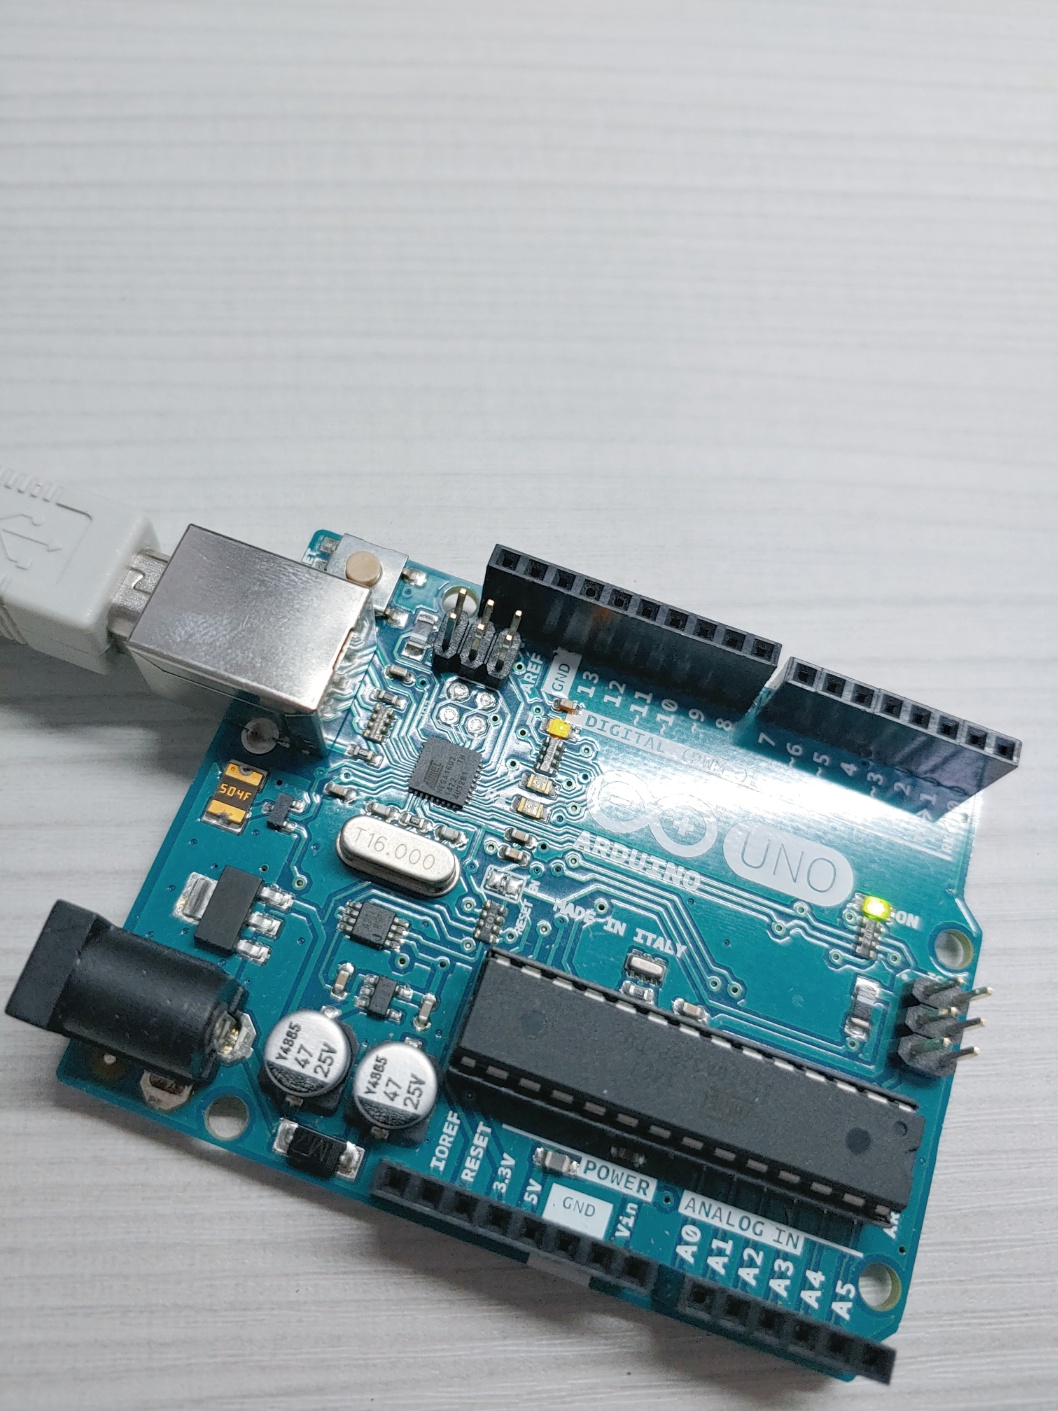 AREF
GND
13
12
~11
~10
~9
8
7
~6
~5
4
~3
2
DIGITAL
504F
T16.000
ARDUINO
UNO
ON
MADE IN ITALY
RESET
Y4885
47
25V
Y4885
47
25V
M7
IOREF
RESET
3.3V
5V
GND
Vin
POWER
ANALOG IN
A0
A1
A2
A3
A4
A5